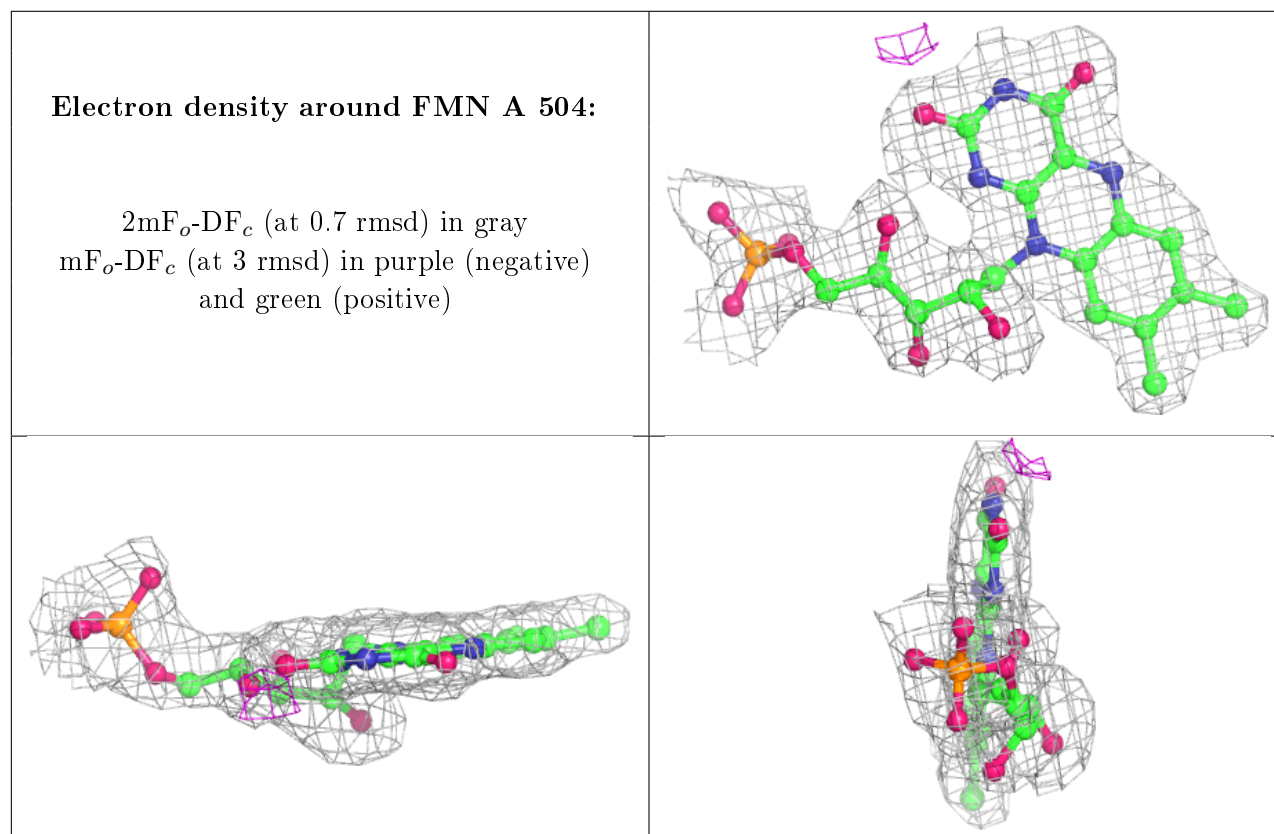 Electron density around FMN A 504:
2mFo-DFc (at 0.7 rmsd) in gray
mFo-DFc (at 3 rmsd) in purple (negative)
and green (positive)